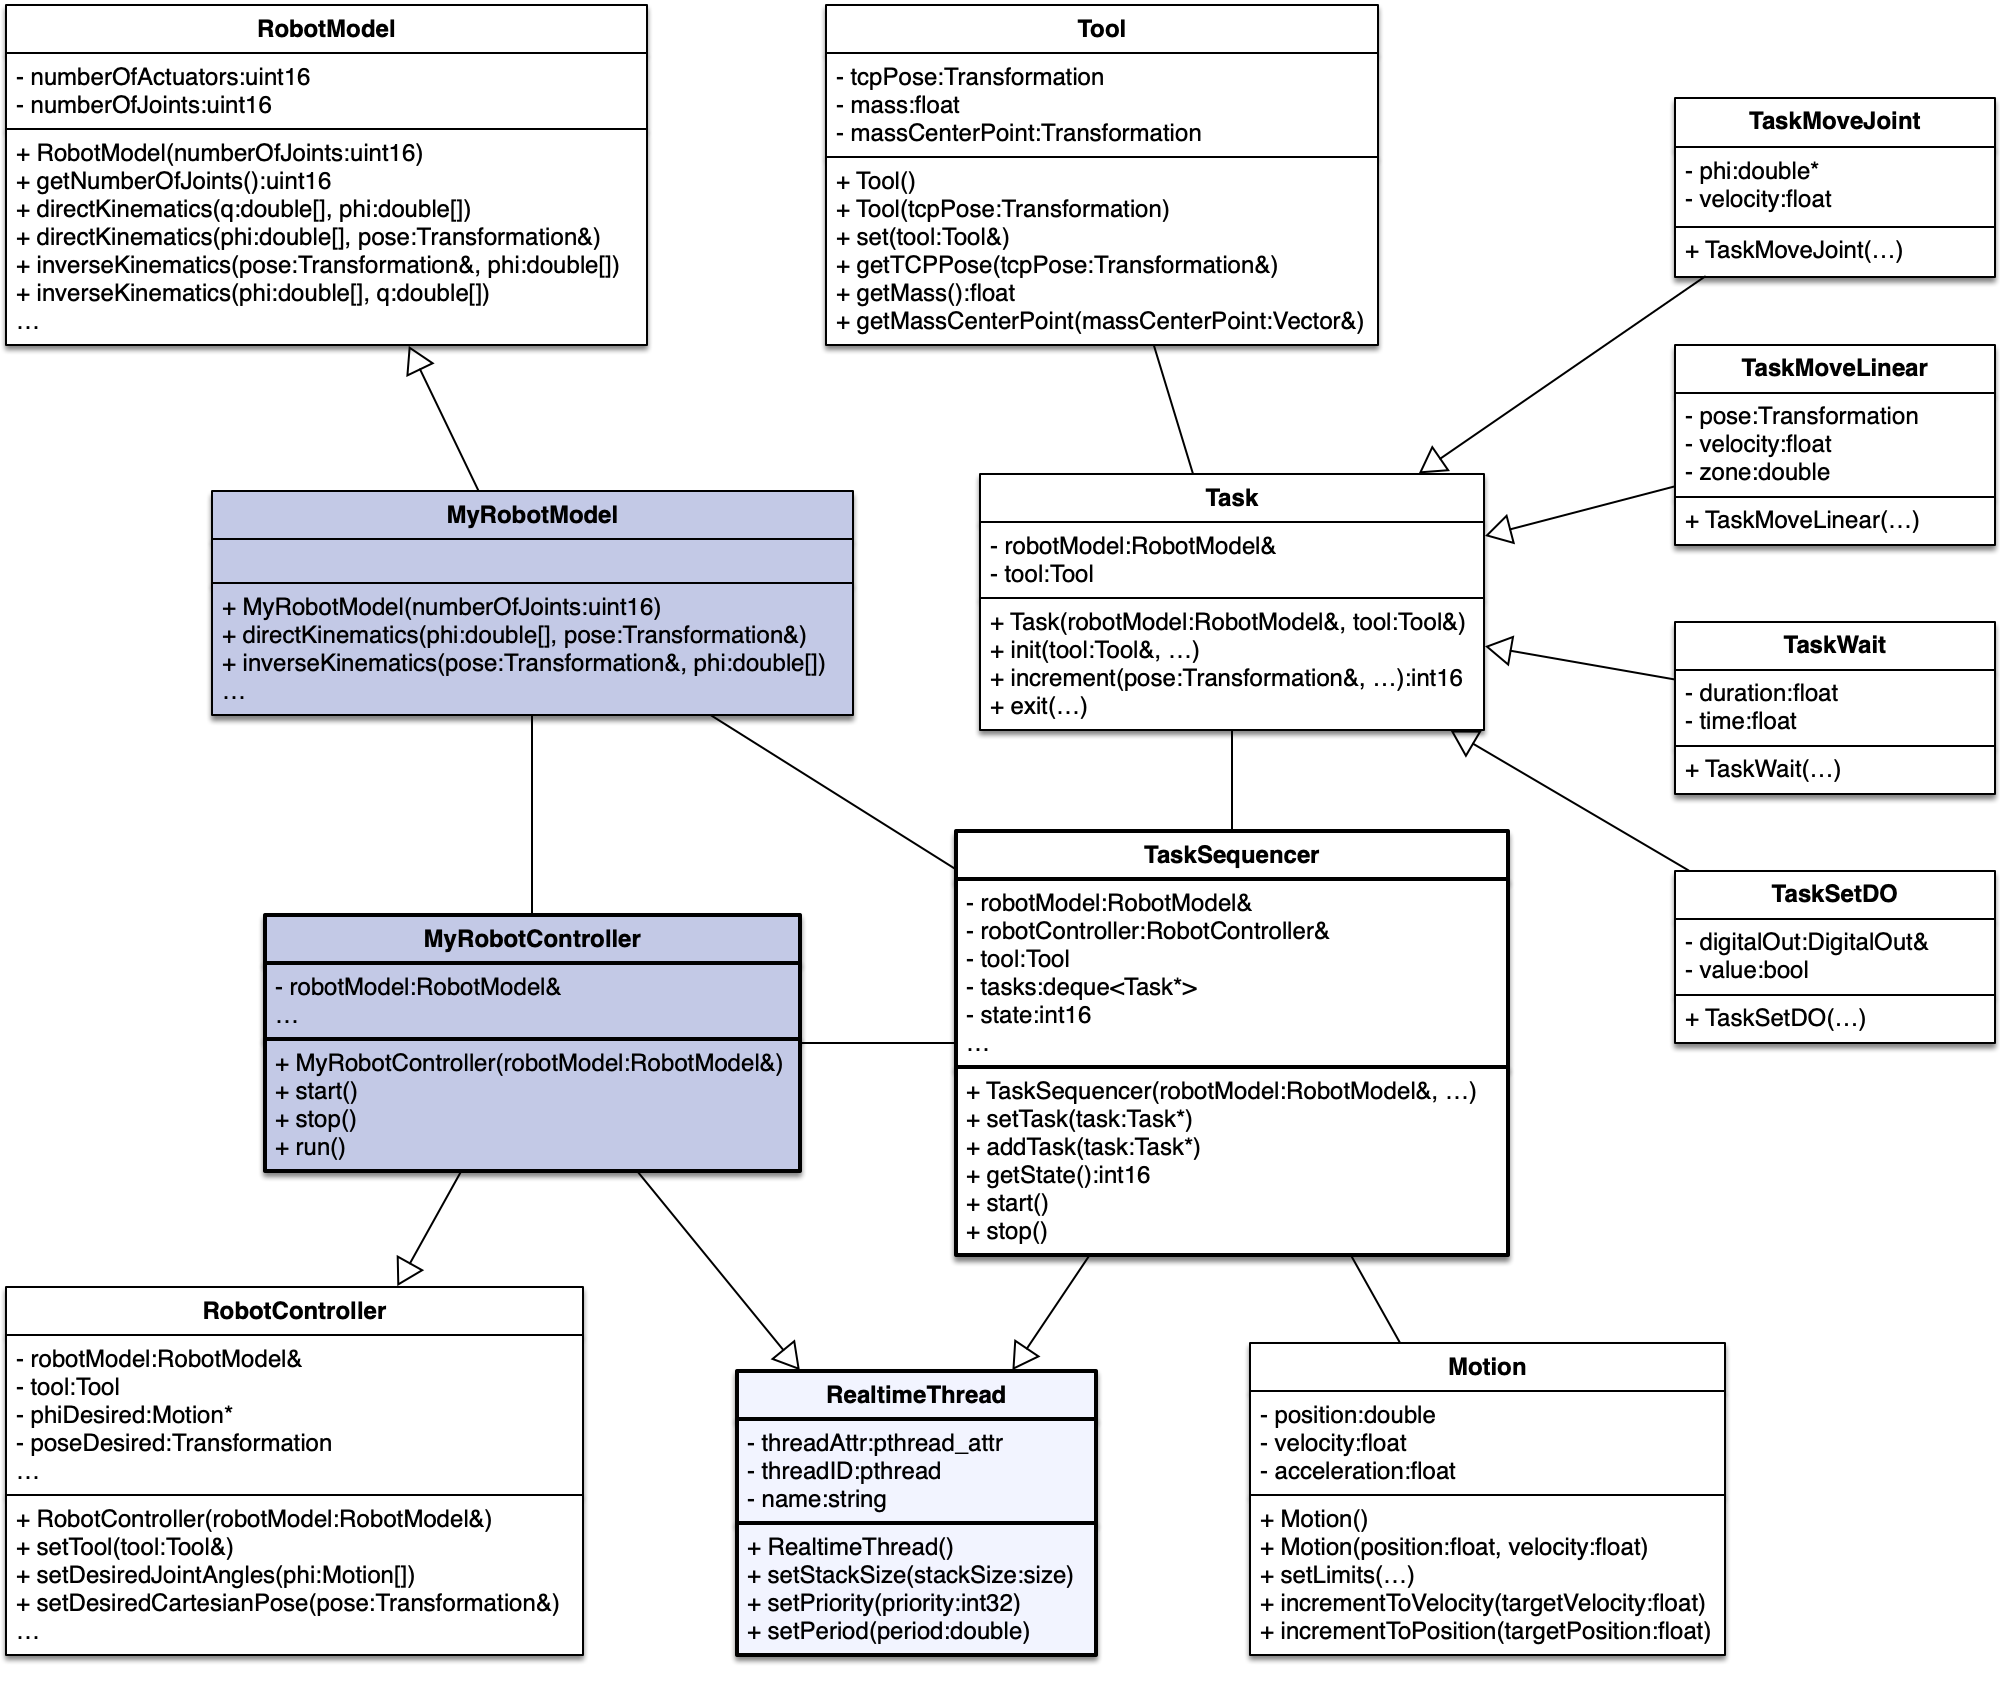 RobotModel
- numberOfActuators:uint16
- numberOfJoints:uint16
+ RobotModel(numberOfJoints:uint16)
+ getNumberOfJoints():uint16
+ directKinematics(q:double[], phi:double[])
+ directKinematics(phi:double[], pose:Transformation&)
+ inverseKinematics(pose:Transformation&, phi:double[])
+ inverseKinematics(phi:double[], q:double[])
…
Tool
- tcpPose:Transformation
- mass:float
- massCenterPoint:Transformation
+ Tool()
+ Tool(tcpPose:Transformation)
+ set(tool:Tool&)
+ getTCPPose(tcpPose:Transformation&)
+ getMass():float
+ getMassCenterPoint(massCenterPoint:Vector&)
TaskMoveJoint
- phi:double*
- velocity:float
+ TaskMoveJoint(…)
TaskMoveLinear
- pose:Transformation
- velocity:float
- zone:double
+ TaskMoveLinear(…)
MyRobotModel
+ MyRobotModel(numberOfJoints:uint16)
+ directKinematics(phi:double[], pose:Transformation&)
+ inverseKinematics(pose:Transformation&, phi:double[])
…
Task
- robotModel:RobotModel&
- tool:Tool
+ Task(robotModel:RobotModel&, tool:Tool&)
+ init(tool:Tool&, …)
+ increment(pose:Transformation&, …):int16
+ exit(…)
TaskWait
- duration:float
- time:float
+ TaskWait(…)
TaskSetDO
- digitalOut:DigitalOut&
- value:bool
+ TaskSetDO(…)
MyRobotController
- robotModel:RobotModel&
…
+ MyRobotController(robotModel:RobotModel&)
+ start()
+ stop()
+ run()
TaskSequencer
- robotModel:RobotModel&
- robotController:RobotController&
- tool:Tool
- tasks:deque<Task*>
- state:int16
…
+ TaskSequencer(robotModel:RobotModel&, …)
+ setTask(task:Task*)
+ addTask(task:Task*)
+ getState():int16
+ start()
+ stop()
RobotController
- robotModel:RobotModel&
- tool:Tool
- phiDesired:Motion*
- poseDesired:Transformation
…
+ RobotController(robotModel:RobotModel&)
+ setTool(tool:Tool&)
+ setDesiredJointAngles(phi:Motion[])
+ setDesiredCartesianPose(pose:Transformation&)
…
RealtimeThread
- threadAttr:pthread_attr
- threadID:pthread
- name:string
+ RealtimeThread()
+ setStackSize(stackSize:size)
+ setPriority(priority:int32)
+ setPeriod(period:double)
Motion
- position:double
- velocity:float
- acceleration:float
+ Motion()
+ Motion(position:float, velocity:float)
+ setLimits(…)
+ incrementToVelocity(targetVelocity:float)
+ incrementToPosition(targetPosition:float)